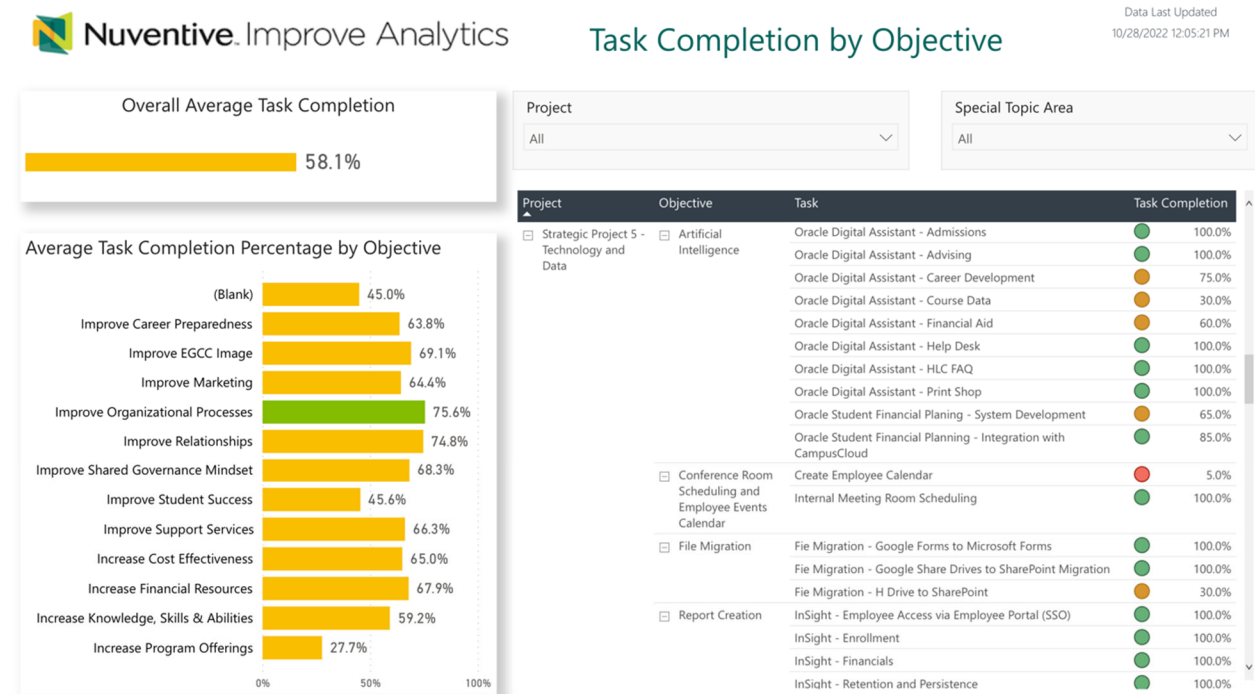 Nuventive. Improve Analytics
Task Completion by Objective
Data Last Updated
10/28/2022 12:05:21 PM
Overall Average Task Completion
58.1%
Project
All
Special Topic Area
All
Average Task Completion Percentage by Objective
(Blank) 45.0%
Improve Career Preparedness 63.8%
Improve EGCC Image 69.1%
Improve Marketing 64.4%
Improve Organizational Processes 75.6%
Improve Relationships 74.8%
Improve Shared Governance Mindset 68.3%
Improve Student Success 45.6%
Improve Support Services 66.3%
Increase Cost Effectiveness 65.0%
Increase Financial Resources 67.9%
Increase Knowledge, Skills & Abilities 59.2%
Increase Program Offerings 27.7%
0% 50% 100%
Project Objective Task Task Completion
Strategic Project 5 -
Technology and
Data
Artificial
Intelligence
Oracle Digital Assistant - Admissions 100.0%
Oracle Digital Assistant - Advising 100.0%
Oracle Digital Assistant - Career Development 75.0%
Oracle Digital Assistant - Course Data 30.0%
Oracle Digital Assistant - Financial Aid 60.0%
Oracle Digital Assistant - Help Desk 100.0%
Oracle Digital Assistant - HLC FAQ 100.0%
Oracle Digital Assistant - Print Shop 100.0%
Oracle Student Financial Planing - System Development 65.0%
Oracle Student Financial Planning - Integration with
CampusCloud 85.0%
Conference Room
Scheduling and
Employee Events
Calendar
Create Employee Calendar 5.0%
Internal Meeting Room Scheduling 100.0%
File Migration
Fie Migration - Google Forms to Microsoft Forms 100.0%
Fie Migration - Google Share Drives to SharePoint Migration 100.0%
Fie Migration - H Drive to SharePoint 30.0%
Report Creation
InSight - Employee Access via Employee Portal (SSO) 100.0%
InSight - Enrollment 100.0%
InSight - Financials 100.0%
InSight - Retention and Persistence 100.0%